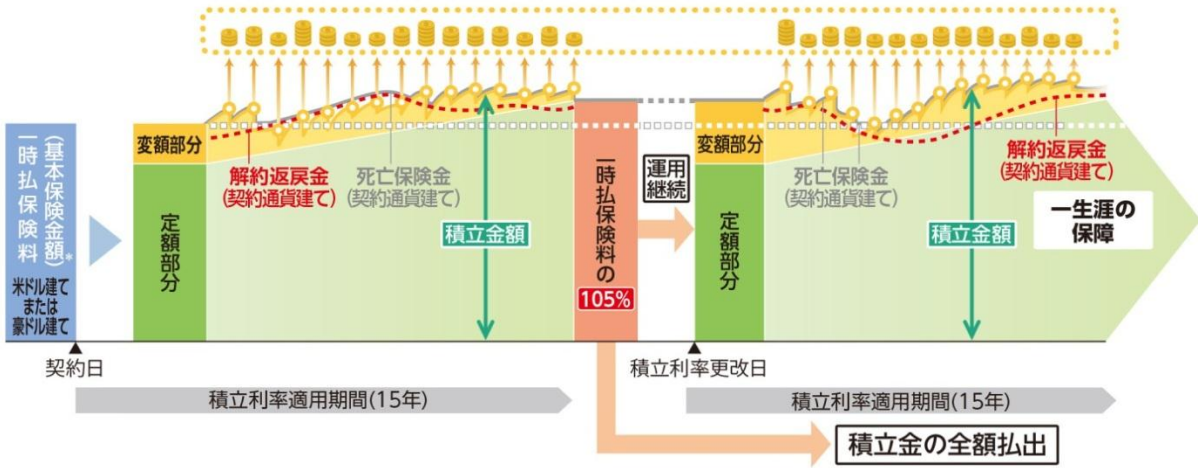 一時払保険料
(基本保険金額)*
米ドル建て
または
豪ドル建て
契約日
変額部分
定額部分
解約返戻金
(契約通貨建て)
死亡保険金
(契約通貨建て)
積立金額
積立利率適用期間(15年)
一時払保険料の
105%
運用
継続
積立金の全額払出
積立利率更改日
変額部分
定額部分
死亡保険金
(契約通貨建て)
解約返戻金
(契約通貨建て)
積立金額
一生涯の
保障
積立利率適用期間(15年)